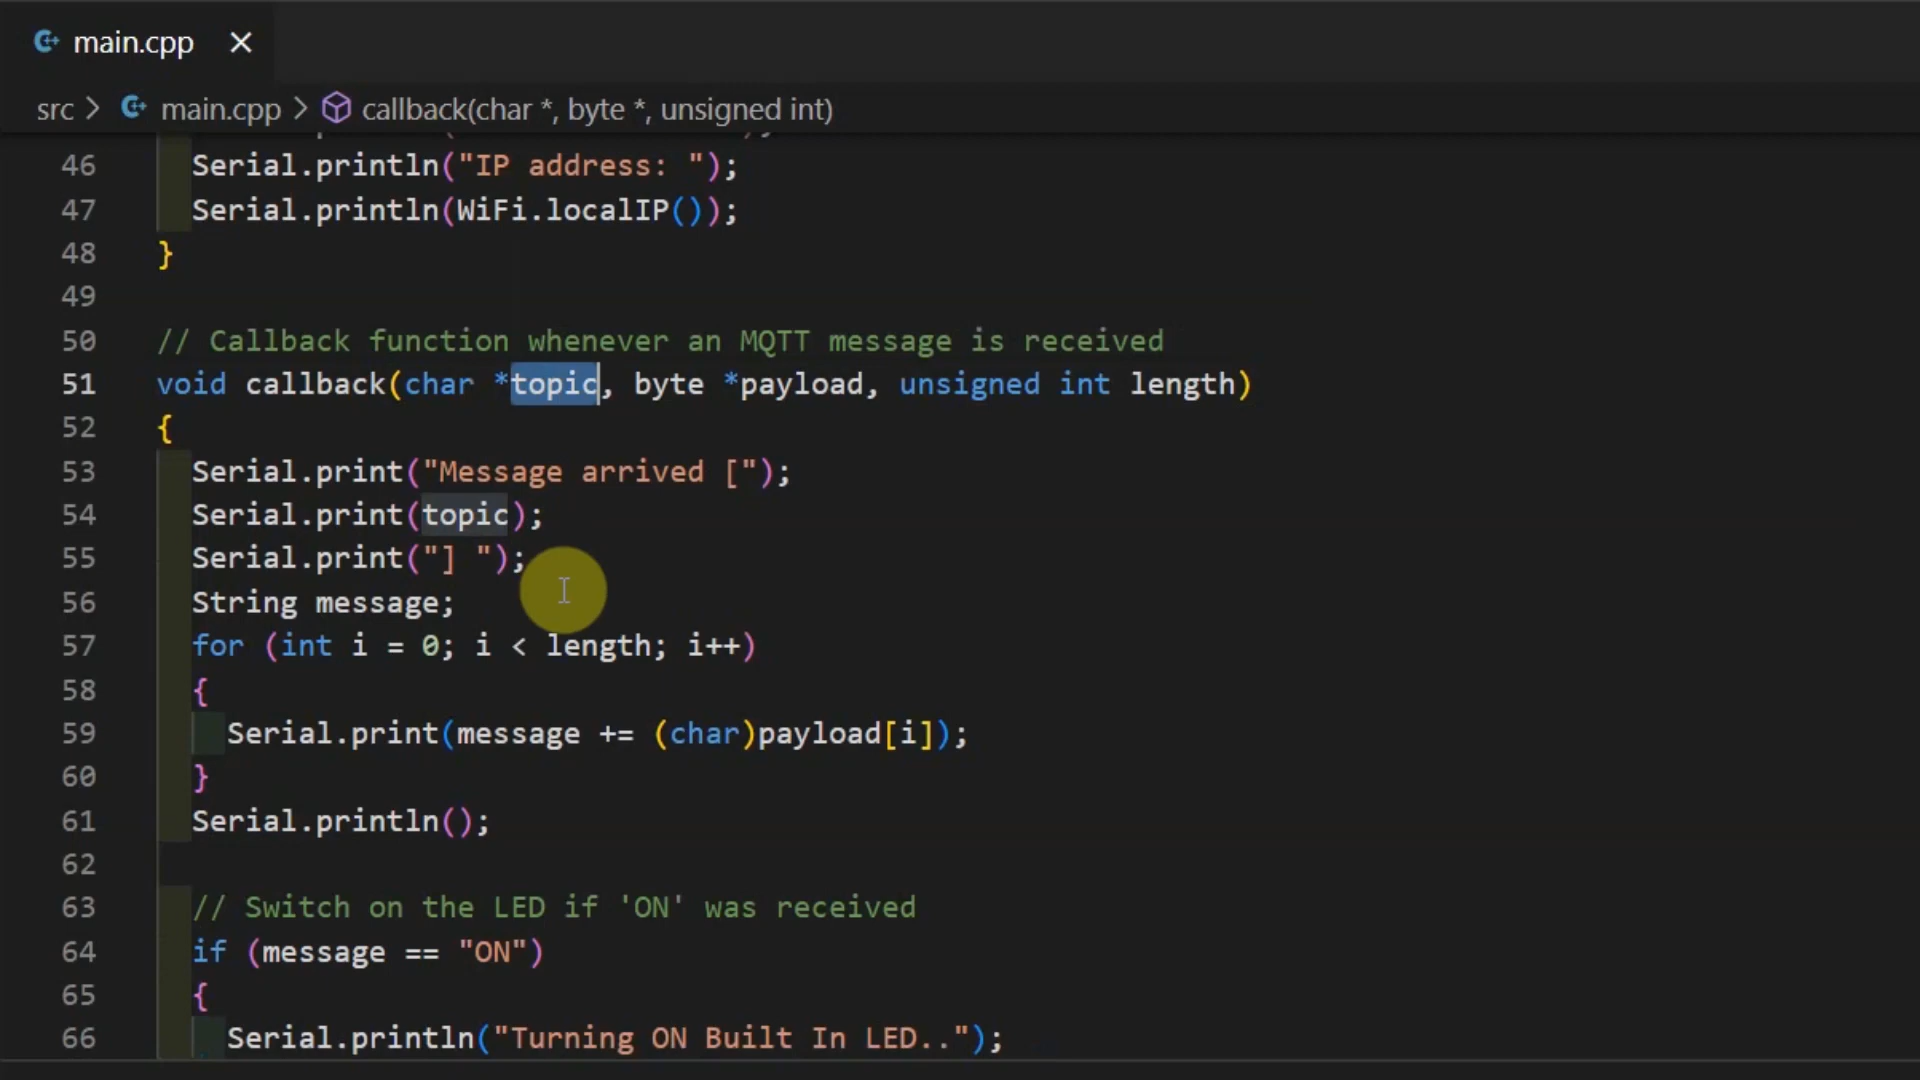 main.cpp
src > main.cpp > callback(char *, byte *, unsigned int)
46 Serial.println("IP address: ");
47 Serial.println(WiFi.localIP());
48 }
49
50 // Callback function whenever an MQTT message is received
51 void callback(char *topic, byte *payload, unsigned int length)
52 {
53 Serial.print("Message arrived [");
54 Serial.print(topic);
55 Serial.print("] ");
56 String message;
57 for (int i = 0; i < length; i++)
58 {
59 Serial.print(message += (char)payload[i]);
60 }
61 Serial.println();
62
63 // Switch on the LED if 'ON' was received
64 if (message == "ON")
65 {
66 Serial.println("Turning ON Built In LED..");